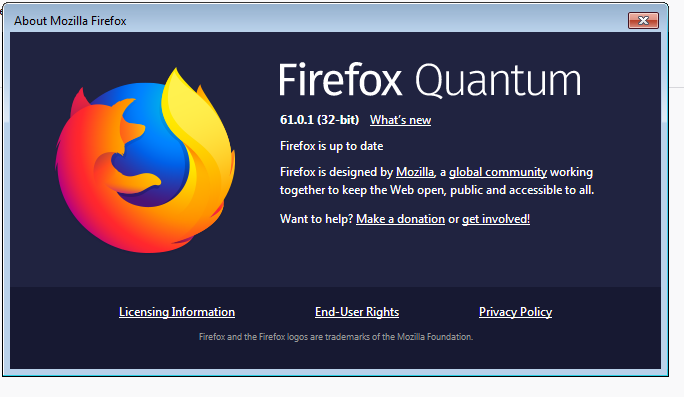 About Mozilla Firefox
Firefox Quantum
61.0.1 (32-bit) What's new
Firefox is up to date
Firefox is designed by Mozilla, a global community working
together to keep the Web open, public and accessible to all.
Want to help? Make a donation or get involved!
Licensing Information End-User Rights Privacy Policy
Firefox and the Firefox logos are trademarks of the Mozilla Foundation.